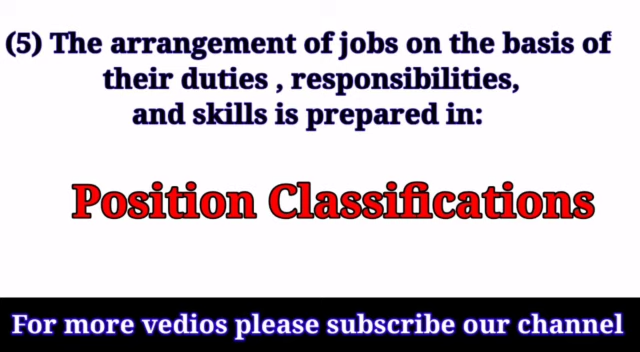 (5) The arrangement of jobs on the basis of
their duties , responsibilities,
and skills is prepared in:
Position Classifications
For more vedios please subscribe our channel